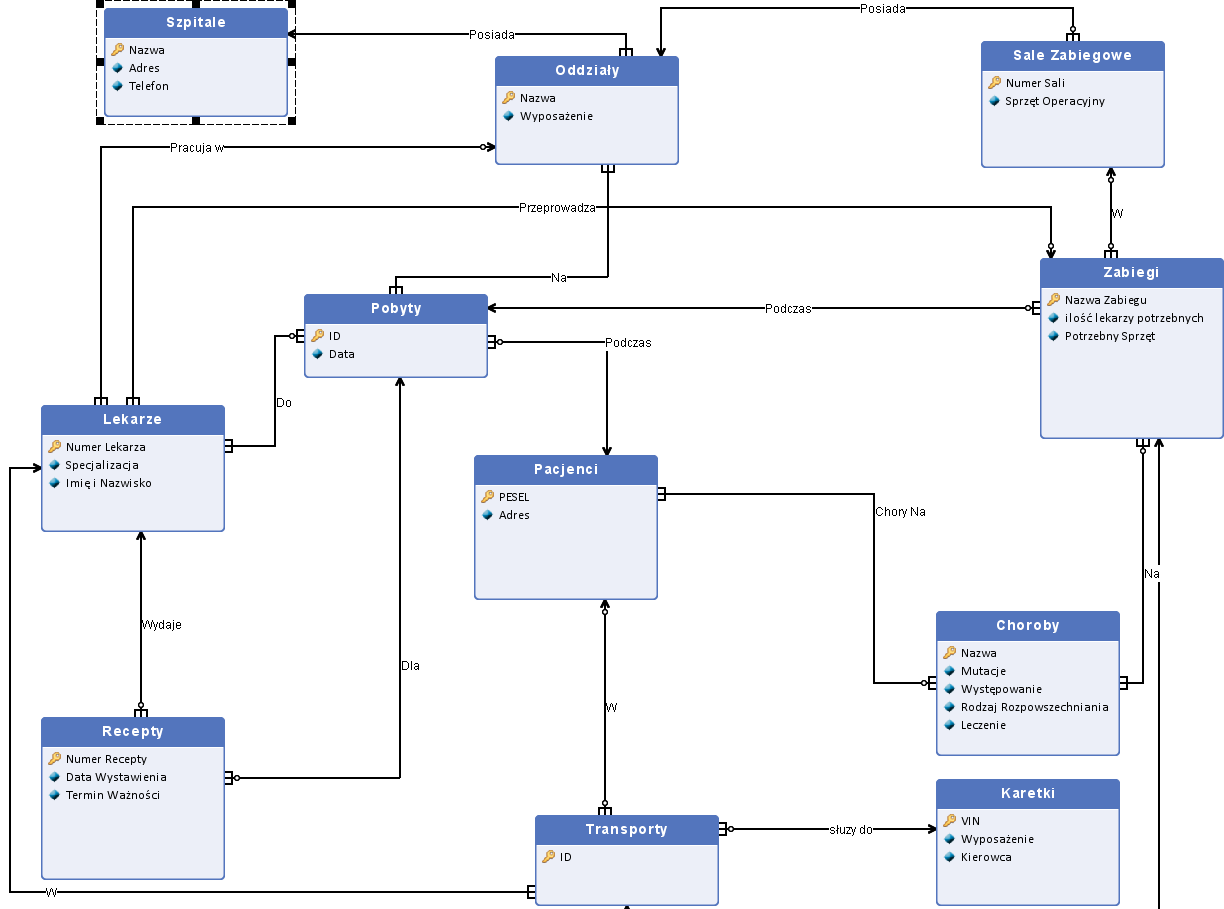 Posiada
Szpitale
Nazwa
Adres
Telefon
Posiada
Oddziały
Nazwa
Wyposażenie
Sale Zabiegowe
Numer Sali
Sprzęt Operacyjny
Pracuja w
Przeprowadza
W
Na
Zabiegi
Nazwa Zabiegu
ilość lekarzy potrzebnych
Potrzebny Sprzęt
Pobyty
ID
Data
Podczas
Podczas
Do
Lekarze
Numer Lekarza
Specjalizacja
Imię i Nazwisko
Pacjenci
PESEL
Adres
Chory Na
Na
Wydaje
Dla
W
Choroby
Nazwa
Mutacje
Występowanie
Rodzaj Rozpowszechniania
Leczenie
Recepty
Numer Recepty
Data Wystawienia
Termin Ważności
Karetki
VIN
Wyposażenie
Kierowca
Transporty
ID
słuzy do
W